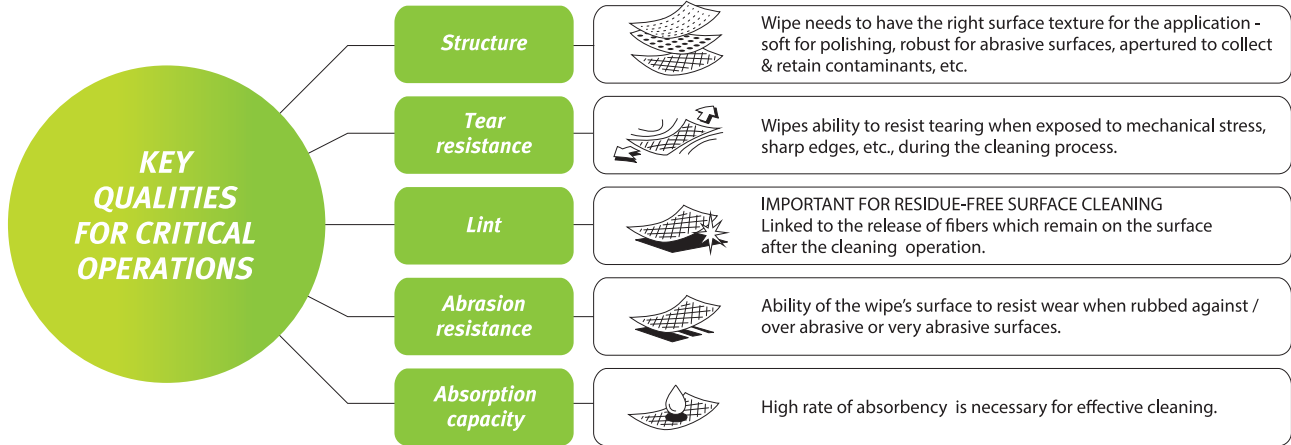 KEY
QUALITIES
FOR CRITICAL
OPERATIONS
Structure
Wipe needs to have the right surface texture for the application -
soft for polishing, robust for abrasive surfaces, apertured to collect
& retain contaminants, etc.
Tear
resistance
Wipes ability to resist tearing when exposed to mechanical stress,
sharp edges, etc., during the cleaning process.
Lint
IMPORTANT FOR RESIDUE-FREE SURFACE CLEANING
Linked to the release of fibers which remain on the surface
after the cleaning operation.
Abrasion
resistance
Ability of the wipe's surface to resist wear when rubbed against /
over abrasive or very abrasive surfaces.
Absorption
capacity
High rate of absorbency is necessary for effective cleaning.